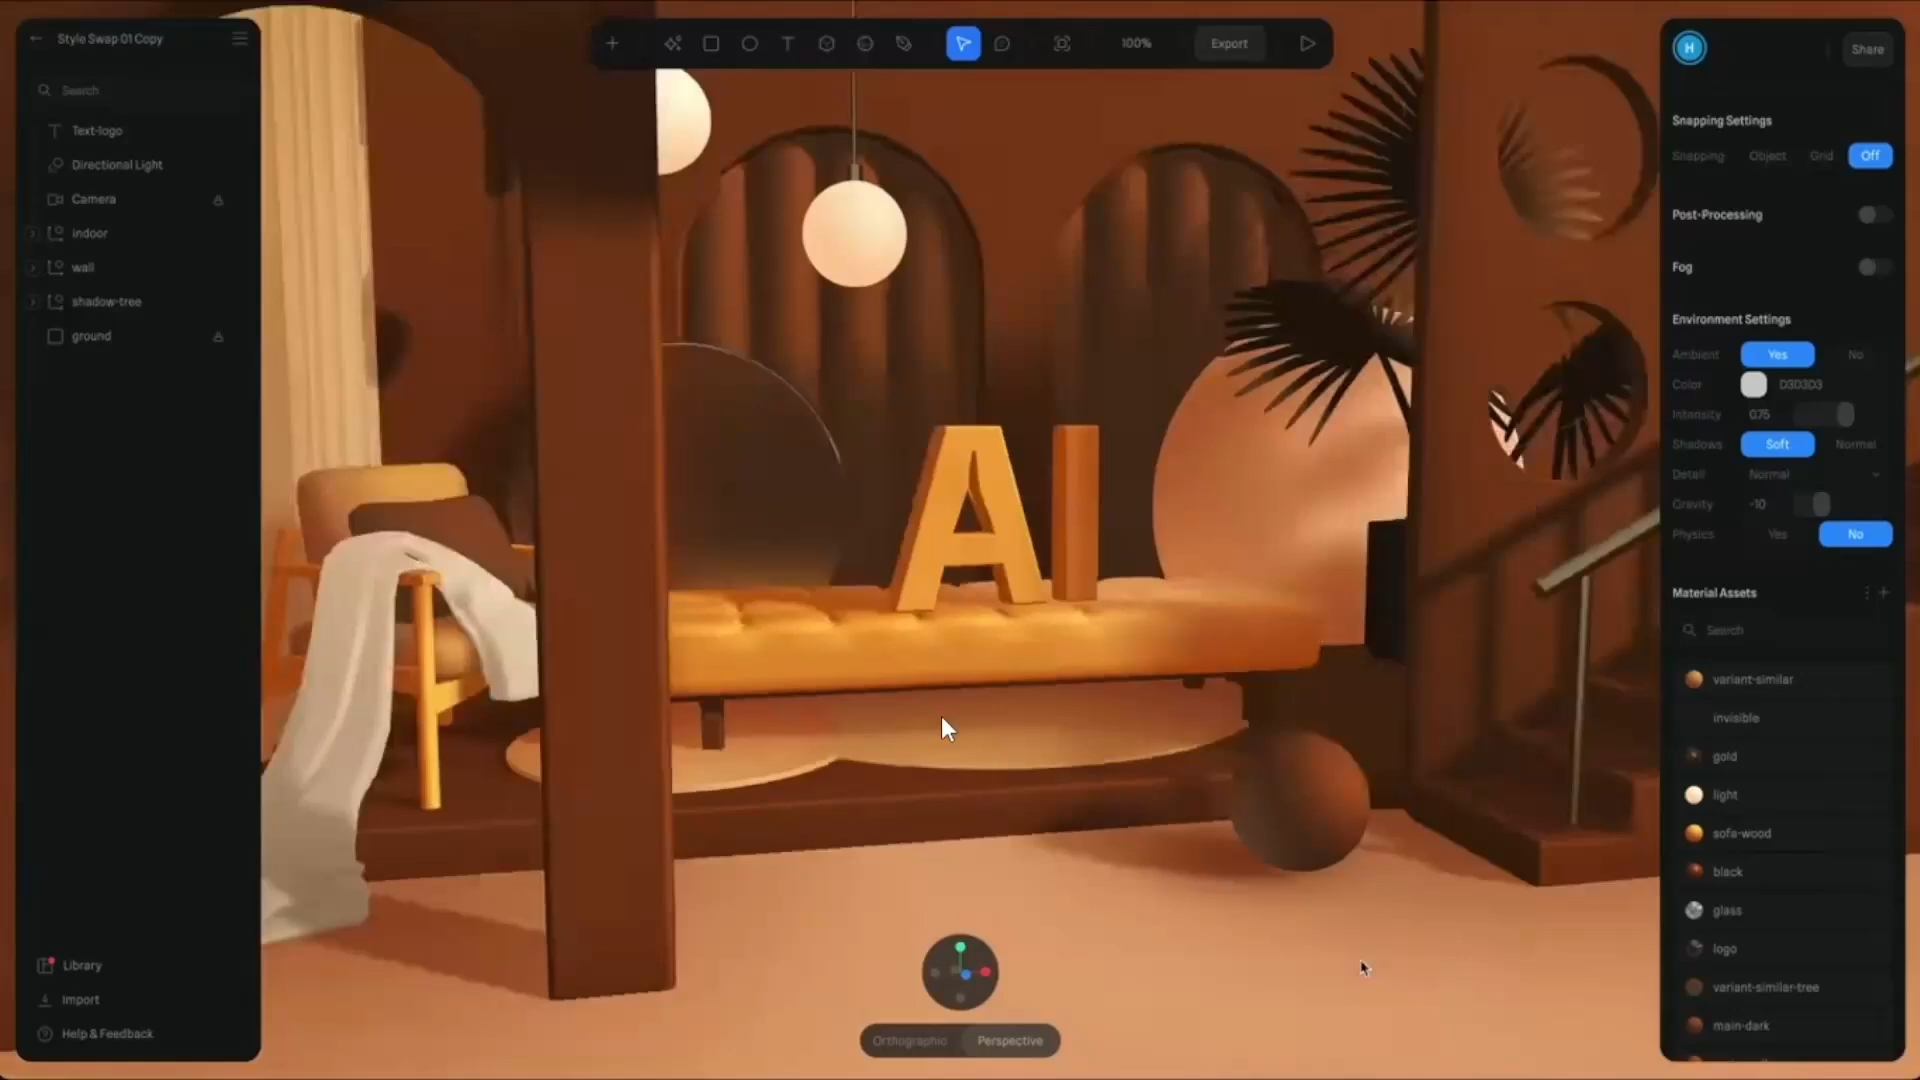 Style Swap 01 Copy
Search
Text-logo
Directional Light
Camera
indoor
wall
shadow-tree
ground
Library
Import
Help & Feedback
100%
Export
AI
Orthographic
Perspective
H
Share
Snapping Settings
Snapping Object Grid Off
Post-Processing
Fog
Environment Settings
Ambient Yes No
Color D3D3D3
Intensity 0.75
Shadows Soft Normal
Detail Normal
Gravity -10
Physics Yes No
Material Assets
Search
variant-similar
invisible
gold
light
sofa-wood
black
glass
logo
variant-similar-tree
main-dark